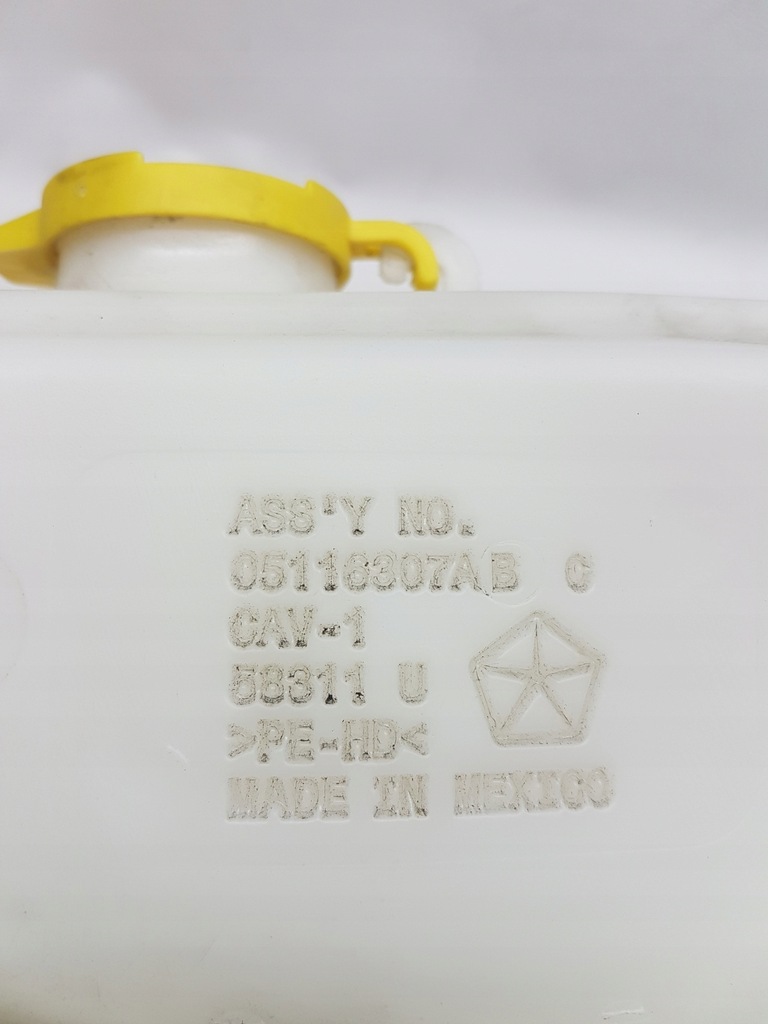 ASS'Y NO.
05116307AB C
CAV-1
58311 U
>PE-HD<
MADE IN MEXICO